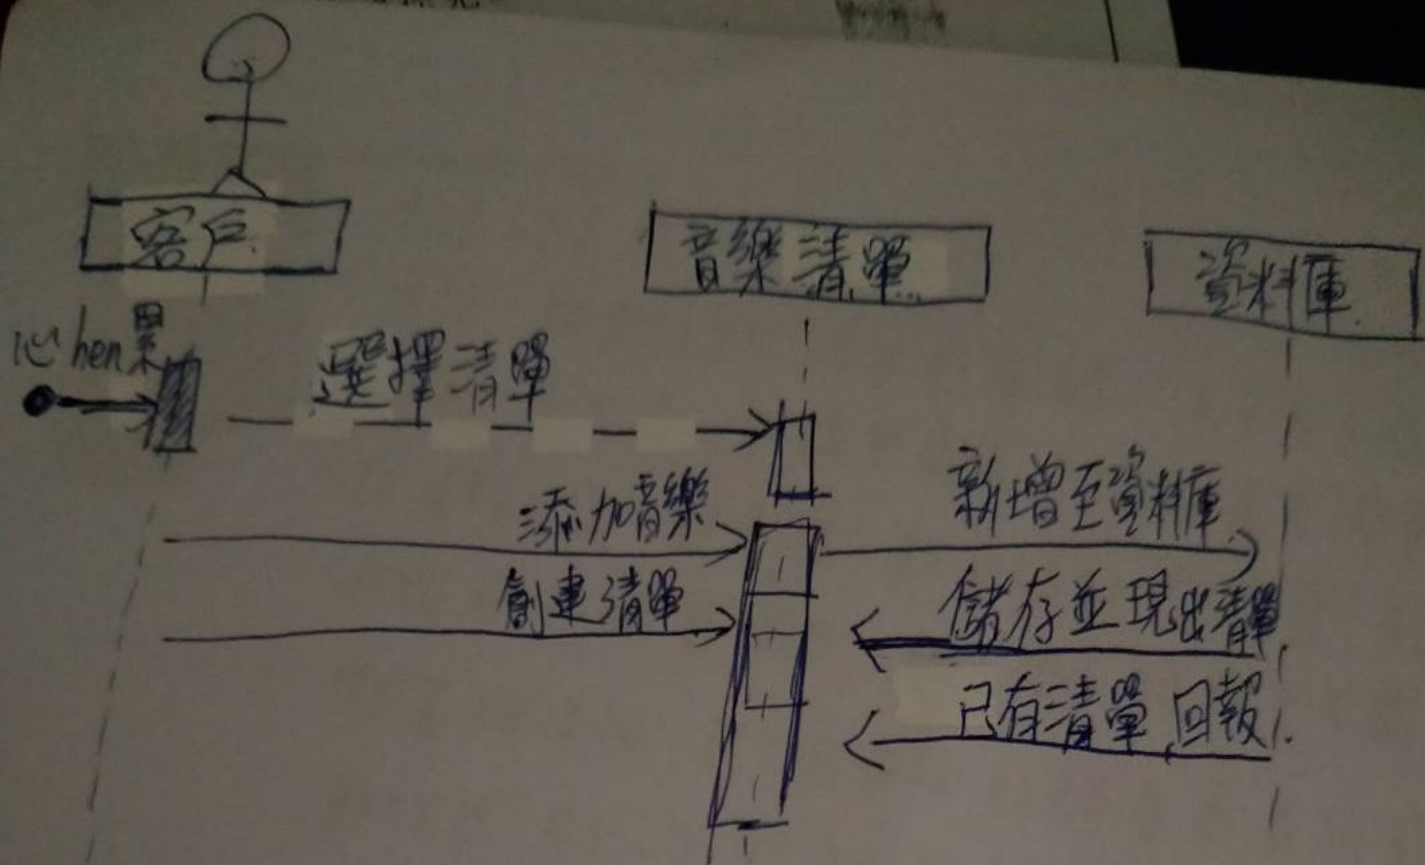 客戶
音樂清單
資料庫
心hen累
選擇清單
添加音樂
新增至資料庫
創建清單
儲存並現出清單
已有清單 回報